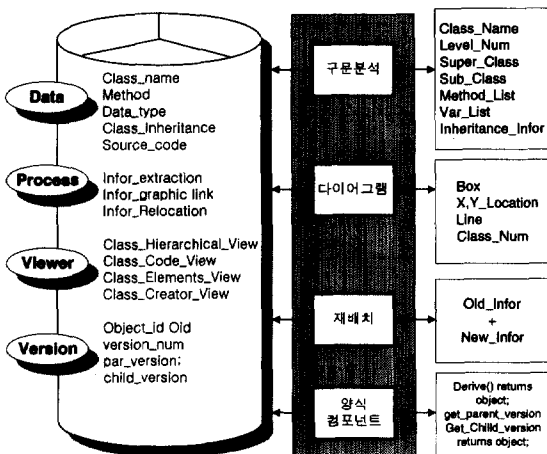 Data
Class_name
Method
Data_type
Class_Inheritance
Source_code
Process
Infor_extraction
Infor_graphic link
Infor_Relocation
Viewer
Class_Hierarchical_View
Class_Code_View
Class_Elements_View
Class_Creator_View
Version
Object_id Oid
version_num
par_version;
child_version
구문분석
다이어그램
재배치
양식
컴포넌트
Class_Name
Level_Num
Super_Class
Sub_Class
Method_List
Var_List
Inheritance_Infor
Box
X,Y_Location
Line
Class_Num
Old_Infor
+
New_Infor
Derive() returns
object;
get_parent_version
Get_Chiild_version
returns object;